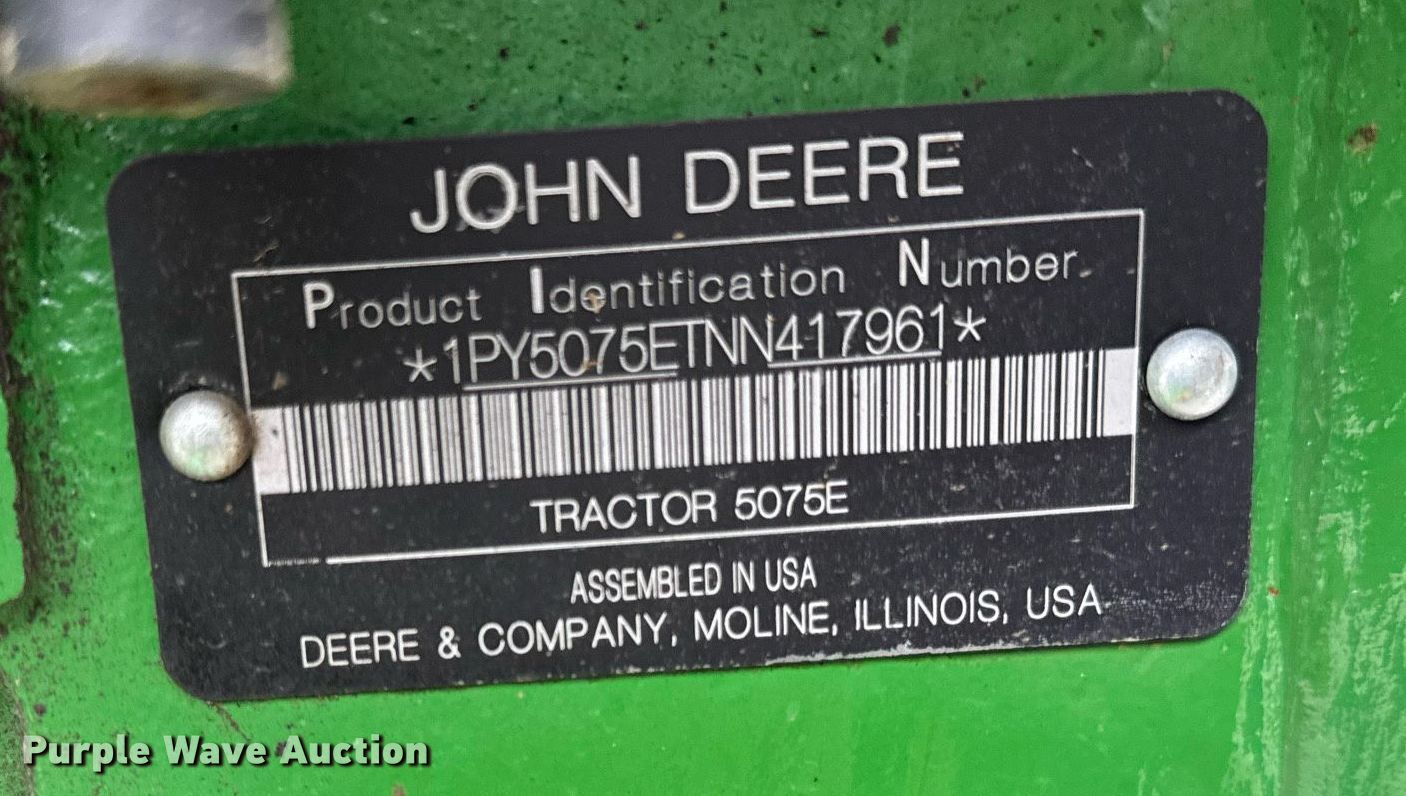 JOHN DEERE
Product Identification Number
*1PY5075ETNN417961*
TRACTOR 5075E
ASSEMBLED IN USA
DEERE & COMPANY, MOLINE, ILLINOIS, USA
Purple Wave Auction